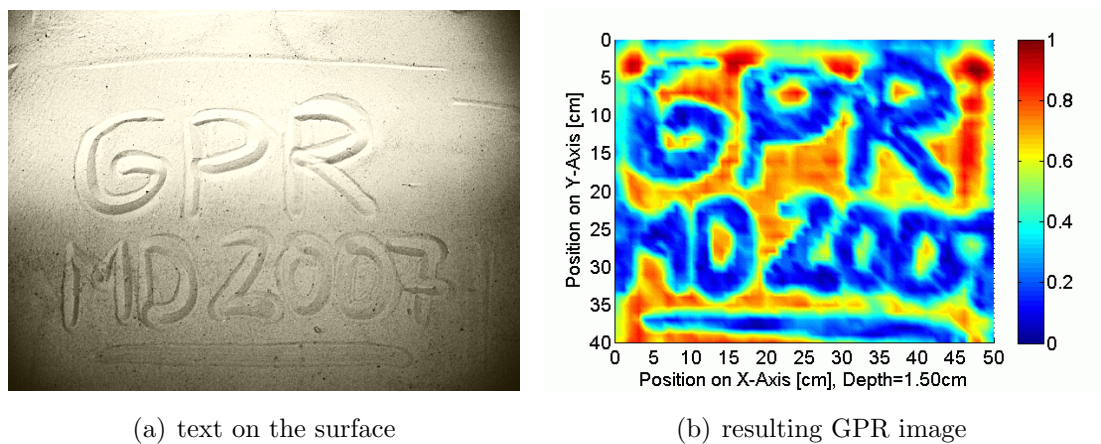 GPR
MD2007
(a) text on the surface
GPR
MD2007
0
5
10
15
20
25
30
35
40
Position on Y-Axis [cm]
0 5 10 15 20 25 30 35 40 45 50
Position on X-Axis [cm], Depth=1.50cm
1
0.8
0.6
0.4
0.2
0
(b) resulting GPR image